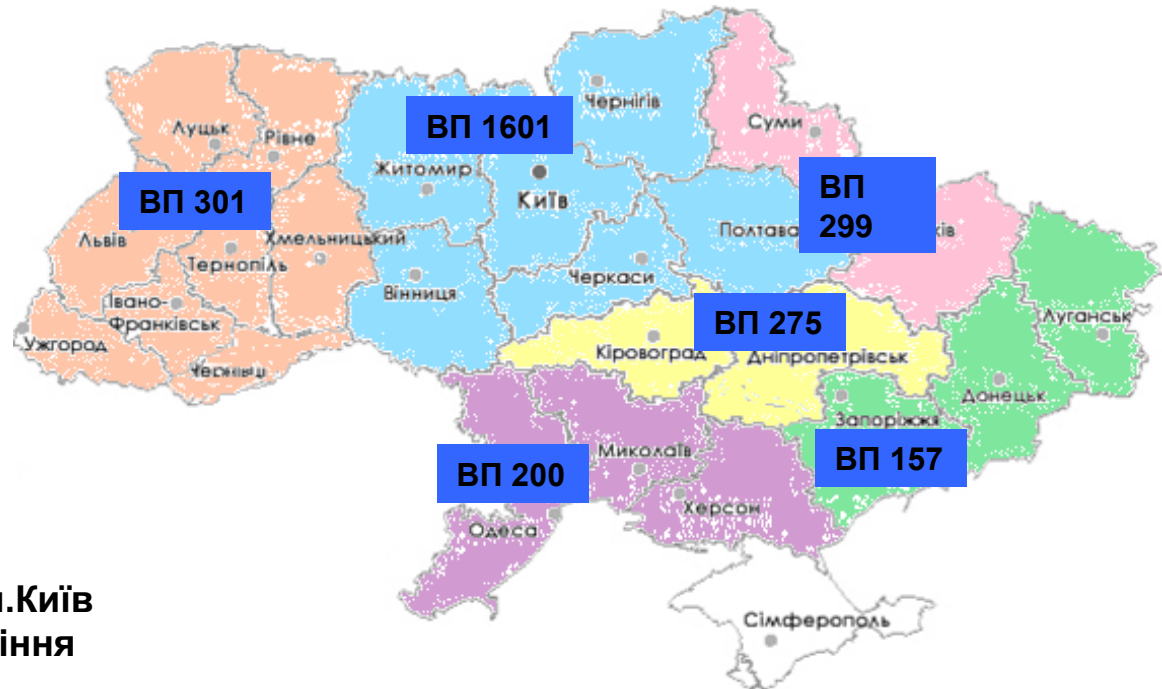 Чернігів
Луцьк
Рівне
ВП 1601
Суми
Житомир
Київ
ВП 301
ВП
299
ків
Львів
Хмельницький
Тернопіль
Полтава
Черкаси
Вінниця
Івано-
Франківськ
ВП 275
Луганськ
Ужгород
Кіровоград
Дніпропетрівськ
Чернівці
Донецьк
Запоріжжя
Миколаїв
ВП 157
ВП 200
Херсон
Одеса
.Київ
іння
Сімферополь